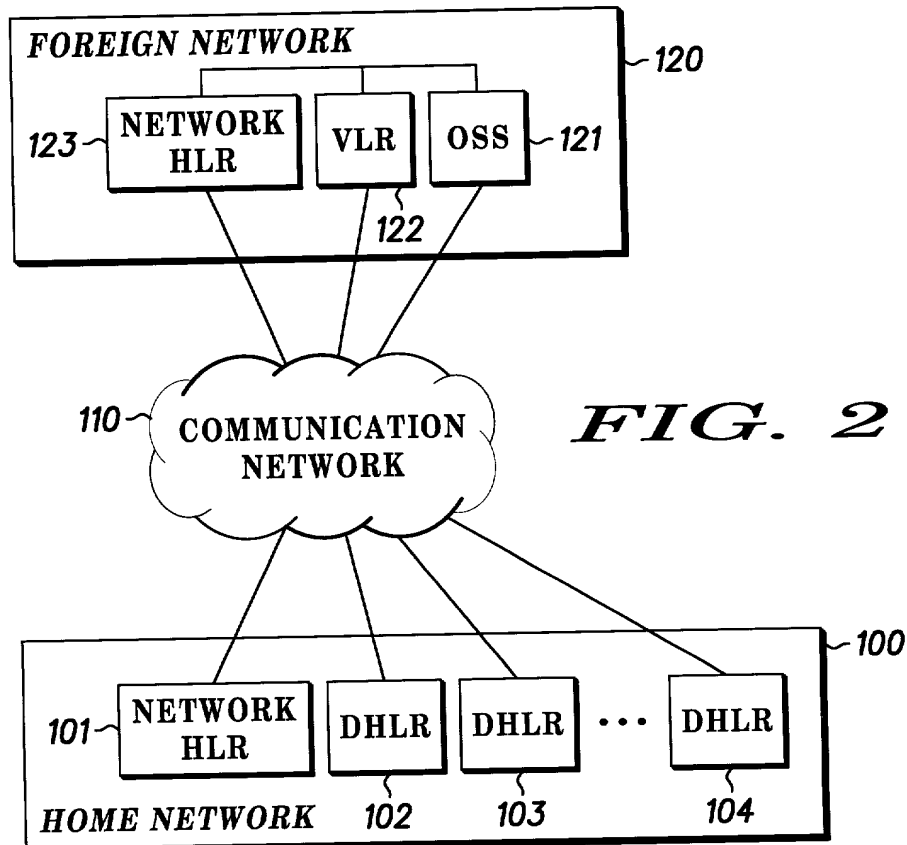 FOREIGN NETWORK
120
123
NETWORK
HLR
VLR
OSS
121
122
110
COMMUNICATION
NETWORK
FIG. 2
100
101
NETWORK
HLR
DHLR
DHLR
•••
DHLR
HOME NETWORK
102
103
104